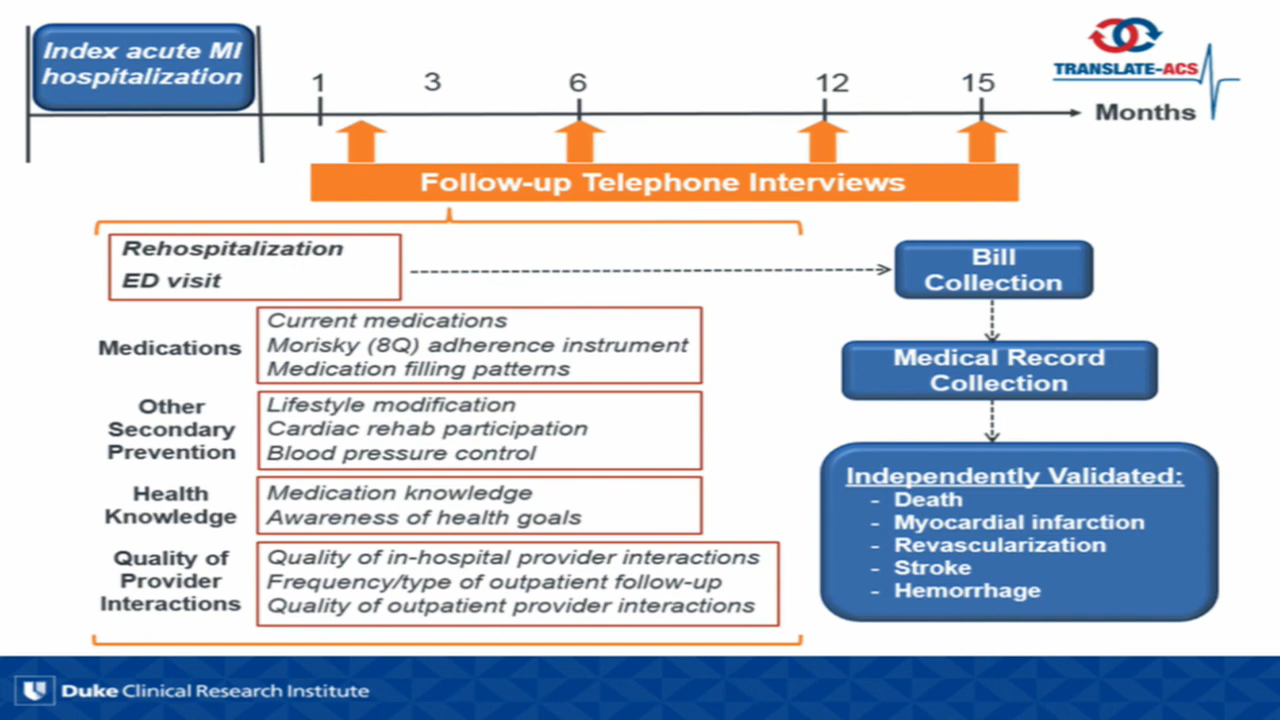 Index acute MI
hospitalization
1 3 6 12 15
TRANSLATE-ACS
Months
Follow-up Telephone Interviews
Rehospitalization
ED visit
Bill
Collection
Medications
Current medications
Morisky (8Q) adherence instrument
Medication filling patterns
Medical Record
Collection
Other
Secondary
Prevention
Lifestyle modification
Cardiac rehab participation
Blood pressure control
Health
Knowledge
Medication knowledge
Awareness of health goals
Quality of
Provider
Interactions
Quality of in-hospital provider interactions
Frequency/type of outpatient follow-up
Quality of outpatient provider interactions
Independently Validated:
- Death
- Myocardial infarction
- Revascularization
- Stroke
- Hemorrhage
Duke Clinical Research Institute